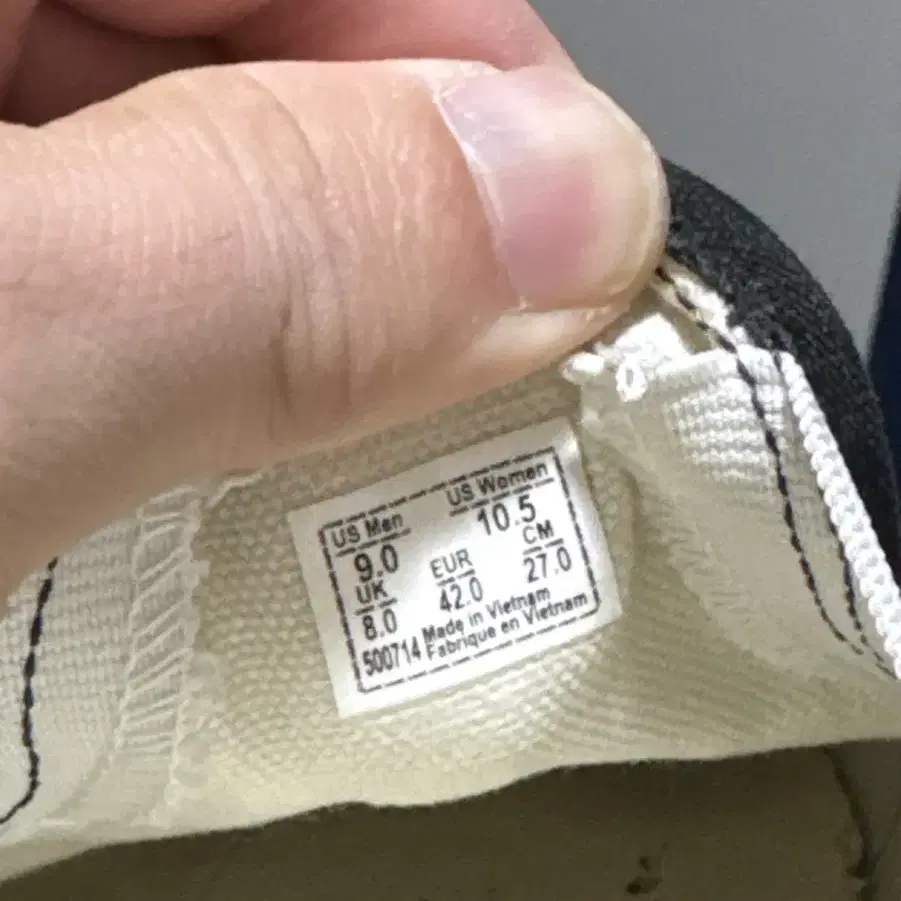 US Men US Women
9.0 10.5
UK EUR CM
8.0 42.0 27.0
500714 Made in Vietnam
Fabrique en Vietnam